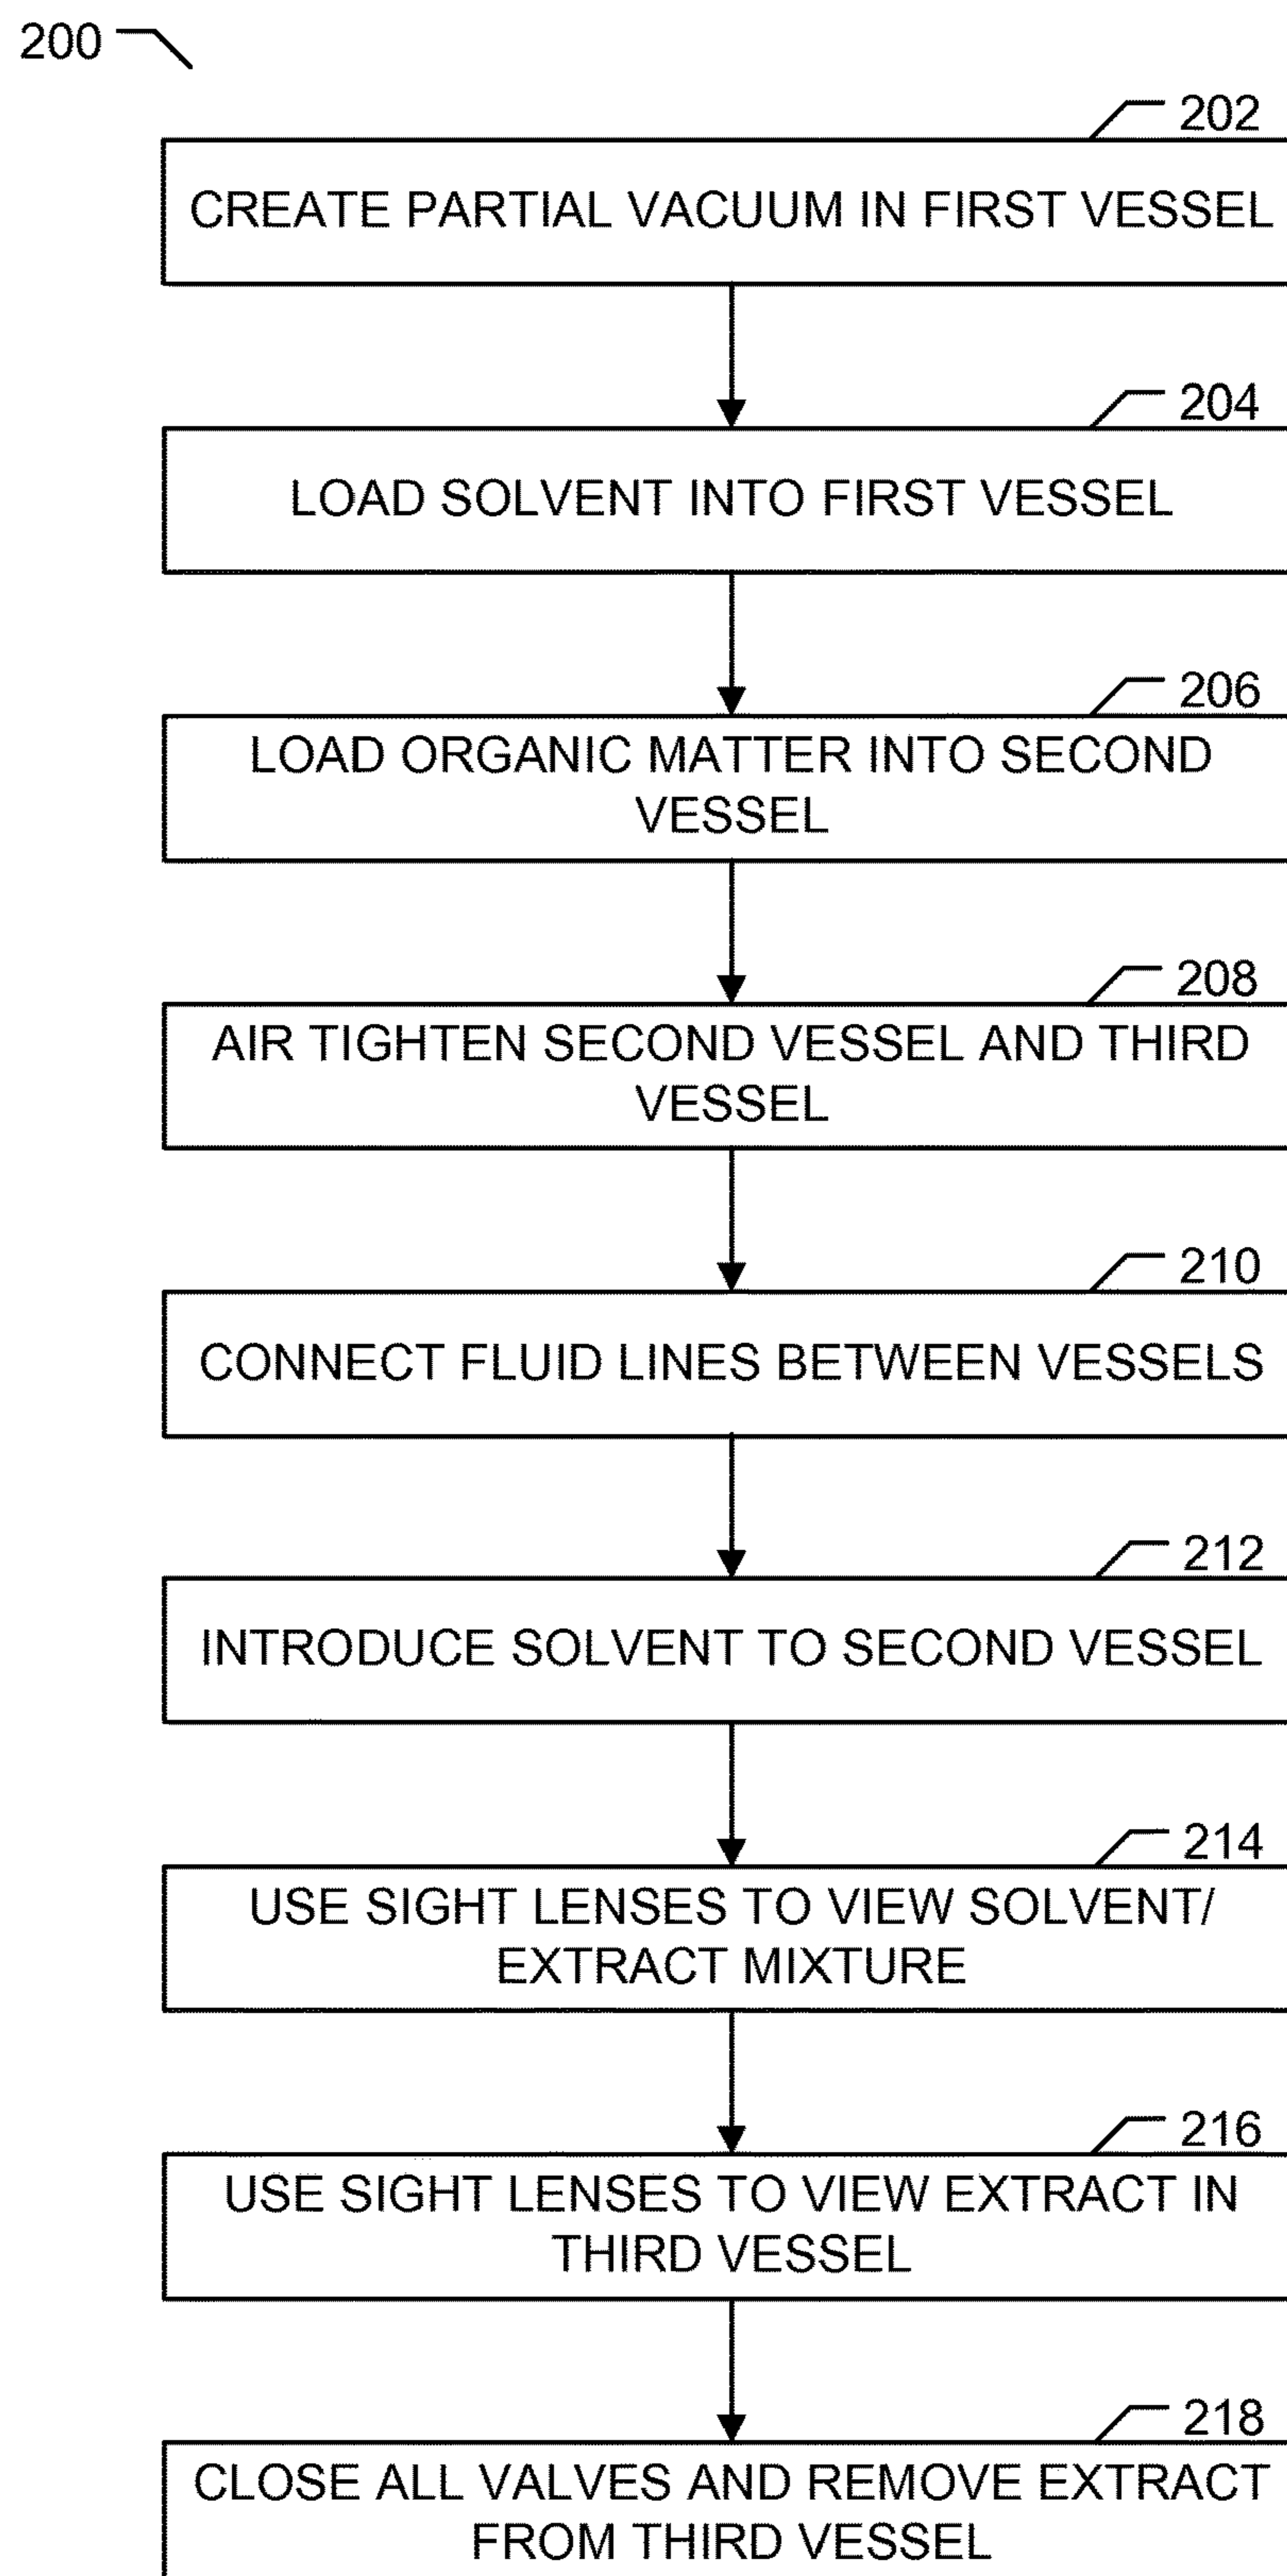 200
202
CREATE PARTIAL VACUUM IN FIRST VESSEL
204
LOAD SOLVENT INTO FIRST VESSEL
206
LOAD ORGANIC MATTER INTO SECOND
VESSEL
208
AIR TIGHTEN SECOND VESSEL AND THIRD
VESSEL
210
CONNECT FLUID LINES BETWEEN VESSELS
212
INTRODUCE SOLVENT TO SECOND VESSEL
214
USE SIGHT LENSES TO VIEW SOLVENT/
EXTRACT MIXTURE
216
USE SIGHT LENSES TO VIEW EXTRACT IN
THIRD VESSEL
218
CLOSE ALL VALVES AND REMOVE EXTRACT
FROM THIRD VESSEL